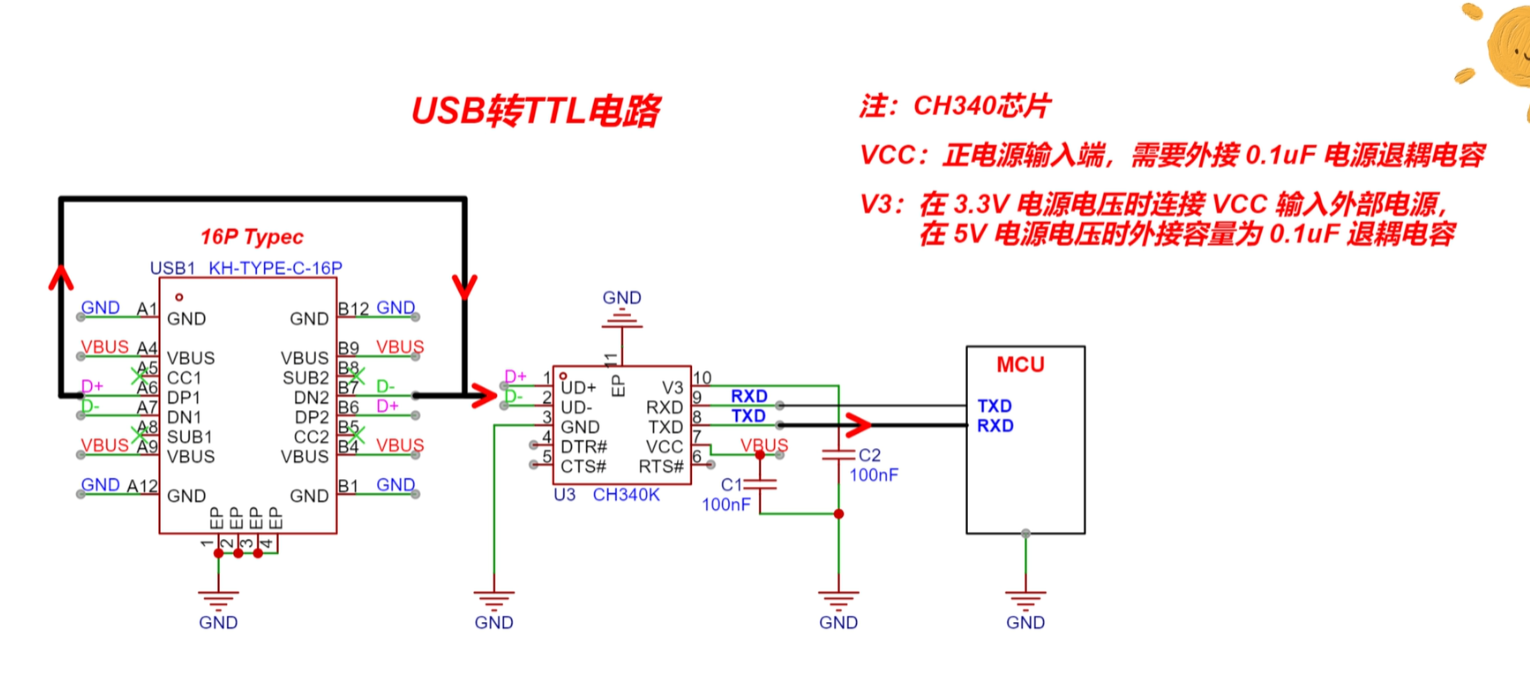 USB转TTL电路
注：CH340芯片
VCC：正电源输入端，需要外接 0.1uF 电源退耦电容
V3：在 3.3V 电源电压时连接 VCC 输入外部电源，
在 5V 电源电压时外接容量为 0.1uF 退耦电容
16P Typec
USB1 KH-TYPE-C-16P
GND A1 GND GND B12 GND
VBUS A4 VBUS VBUS B9 VBUS
A5 CC1 SUB2 B8
D+ A6 DP1 DN2 B7 D-
D- A7 DN1 DP2 B6 D+
A8 SUB1 CC2 B5
VBUS A9 VBUS VBUS B4 VBUS
GND A12 GND GND B1 GND
EP EP EP EP
1 2 3 4
GND
GND
11
EP
D+ 1 UD+ V3 10
D- 2 UD- RXD 9 RXD
3 GND TXD 8 TXD
4 DTR# VCC 7 VBUS
5 CTS# RTS# 6
U3 CH340K
C1
100nF
C2
100nF
GND
GND
MCU
TXD
RXD
GND